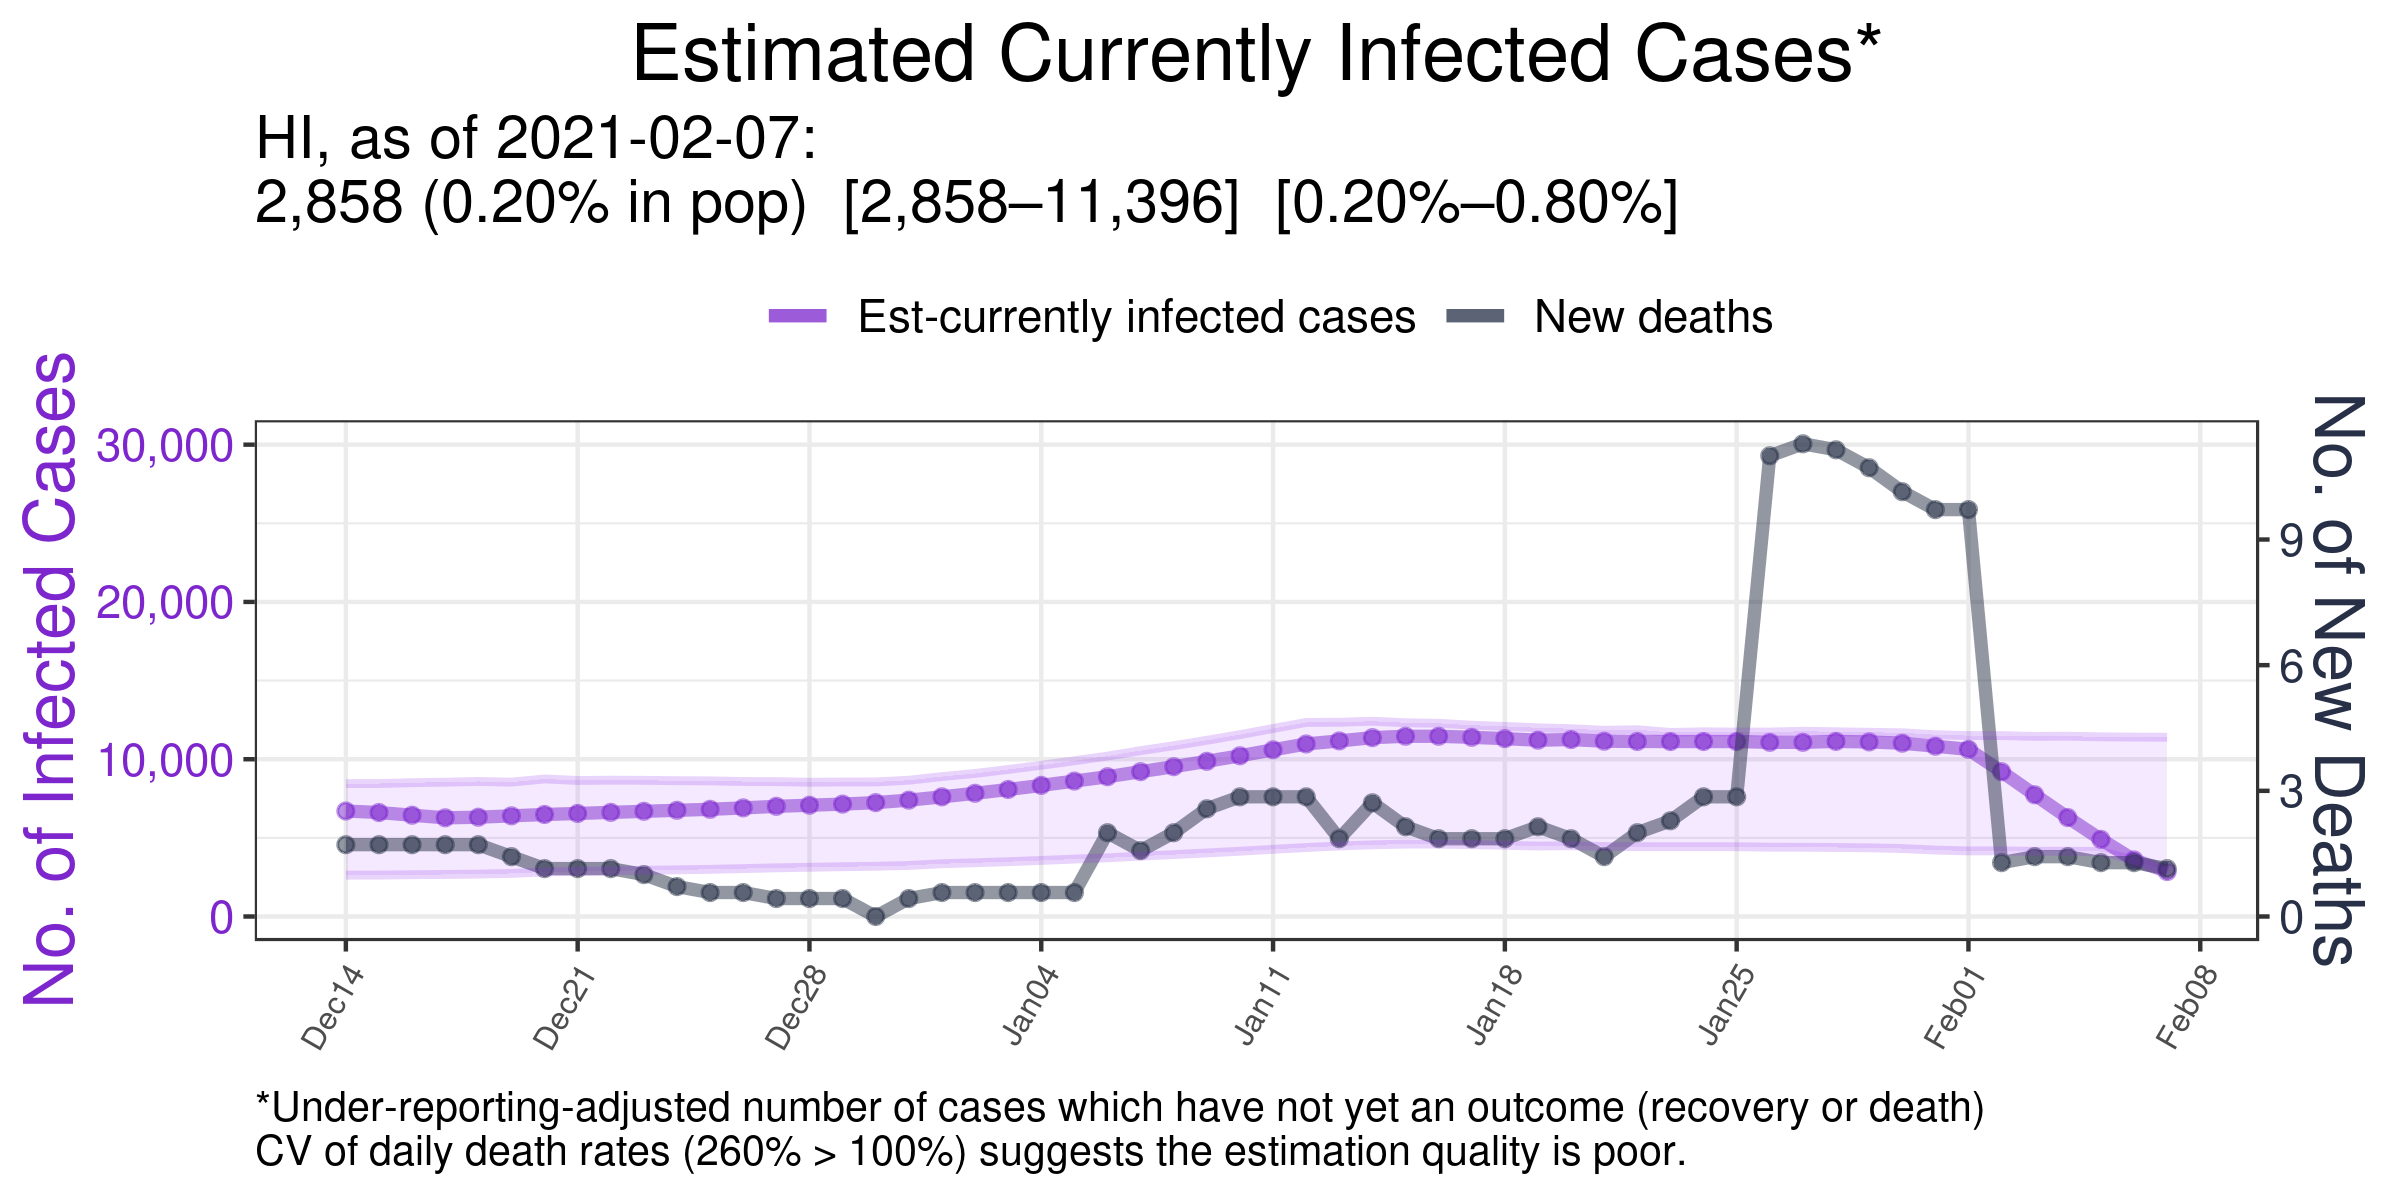 Estimated Currently Infected Cases*
HI, as of 2021-02-07:
2,858 (0.20% in pop)  [2,858–11,396]  [0.20%–0.80%]
Est-currently infected cases
New deaths
No. of Infected Cases
30,000
20,000
10,000
0
9
6
3
0
No. of New Deaths
Dec14
Dec21
Dec28
Jan04
Jan11
Jan18
Jan25
Feb01
Feb08
*Under-reporting-adjusted number of cases which have not yet an outcome (recovery or death)
CV of daily death rates (260% > 100%) suggests the estimation quality is poor.